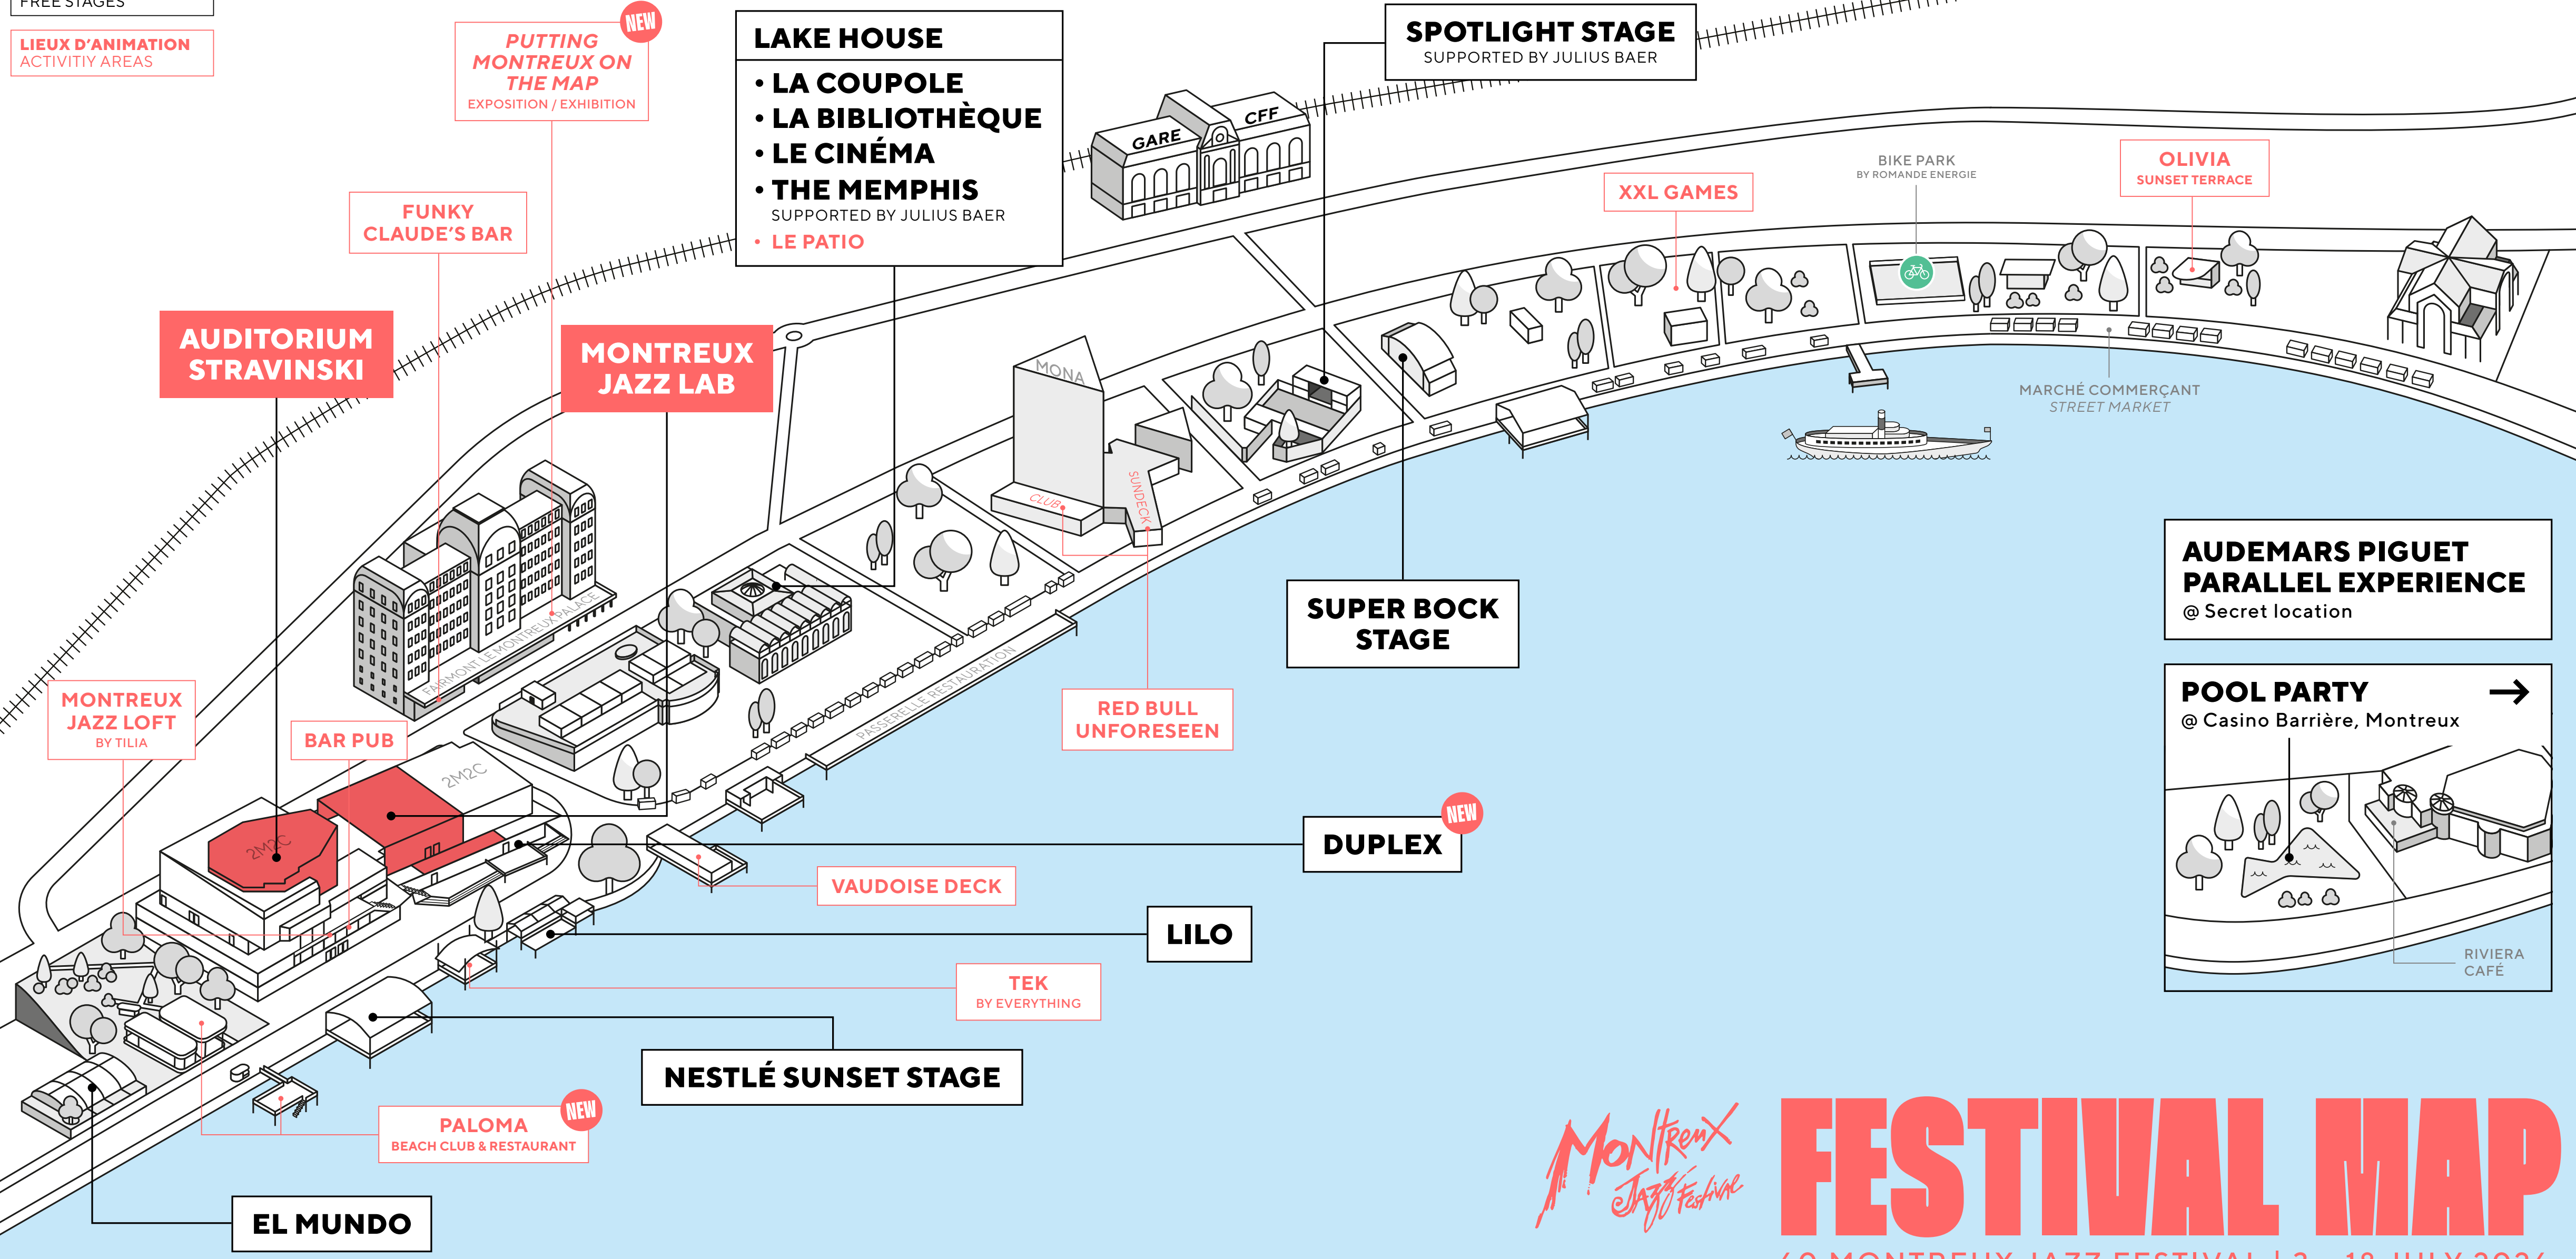 FREE STAGES
LIEUX D'ANIMATION
ACTIVITIY AREAS
NEW
PUTTING
MONTREUX ON
THE MAP
EXPOSITION / EXHIBITION
LAKE HOUSE
• LA COUPOLE
• LA BIBLIOTHÈQUE
• LE CINÉMA
• THE MEMPHIS
SUPPORTED BY JULIUS BAER
• LE PATIO
SPOTLIGHT STAGE
SUPPORTED BY JULIUS BAER
GARE CFF
FUNKY
CLAUDE'S BAR
XXL GAMES
BIKE PARK
BY ROMANDE ENERGIE
OLIVIA
SUNSET TERRACE
AUDITORIUM
STRAVINSKI
MONTREUX
JAZZ LAB
MONA
CLUB
SUNDECK
MARCHÉ COMMERÇANT
STREET MARKET
FAIRMONT LE MONTREUX PALACE
PASSERELLE RESTAURATION
SUPER BOCK
STAGE
AUDEMARS PIGUET
PARALLEL EXPERIENCE
@ Secret location
MONTREUX
JAZZ LOFT
BY TILIA
BAR PUB
RED BULL
UNFORESEEN
POOL PARTY →
@ Casino Barrière, Montreux
RIVIERA
CAFÉ
2M2C
2M2C
DUPLEX
NEW
VAUDOISE DECK
LILO
TEK
BY EVERYTHING
NESTLÉ SUNSET STAGE
PALOMA
BEACH CLUB & RESTAURANT
NEW
EL MUNDO
Montreux
Jazz Festival
FESTIVAL MAP